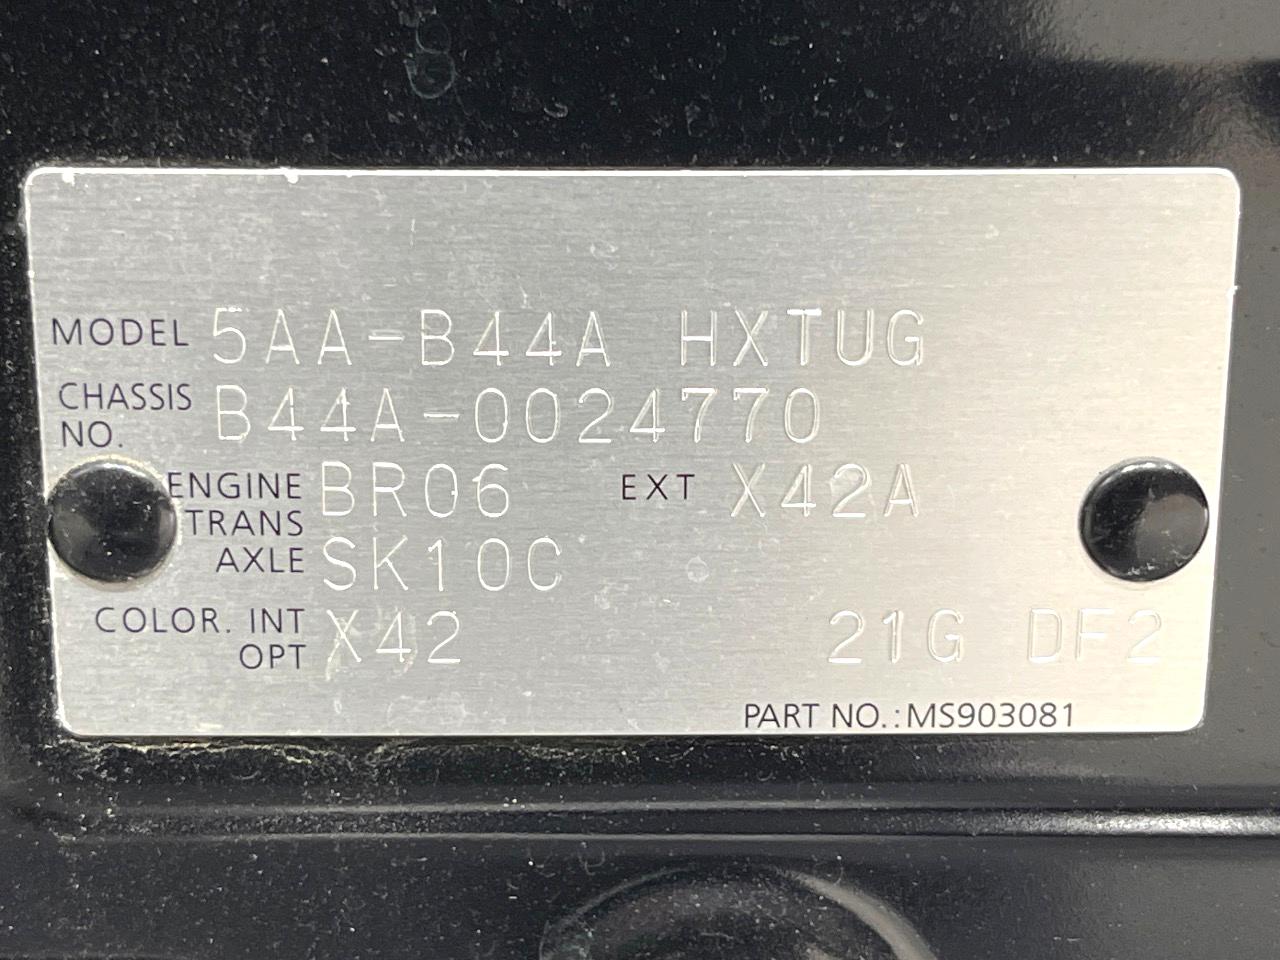 MODEL 5AA-B44A HXTUG
CHASSIS NO. B44A-0024770
ENGINE BR06 EXT X42A
TRANS
AXLE SK10C
COLOR. INT X42 21G DF2
OPT
PART NO.: MS903081